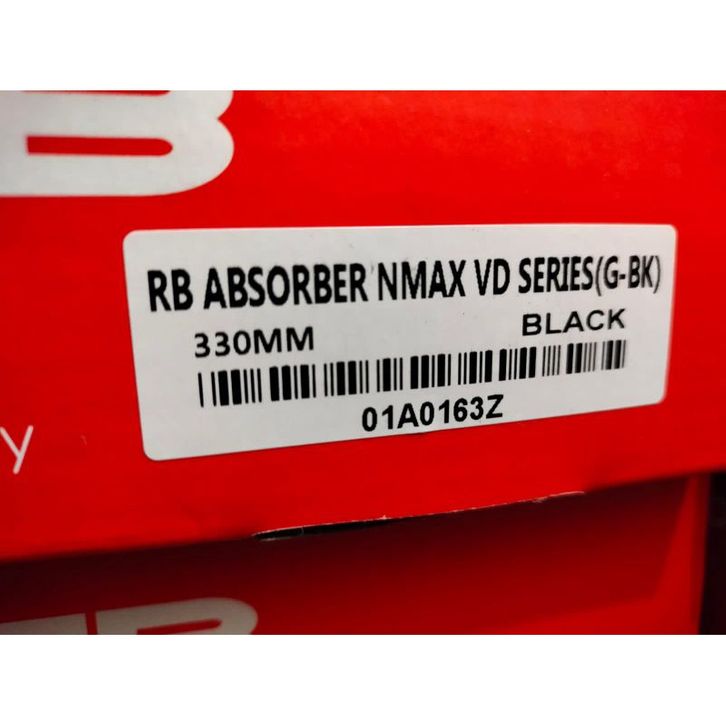 B
RB ABSORBER NMAX VD SERIES(G-BK)
330MM BLACK
01A0163Z
y